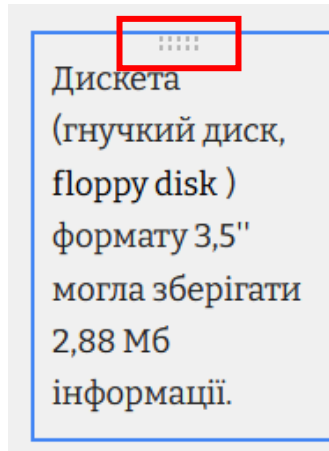 Дискета
(гнучкий диск,
floppy disk )
формату 3,5''
могла зберігати
2,88 Мб
інформації.